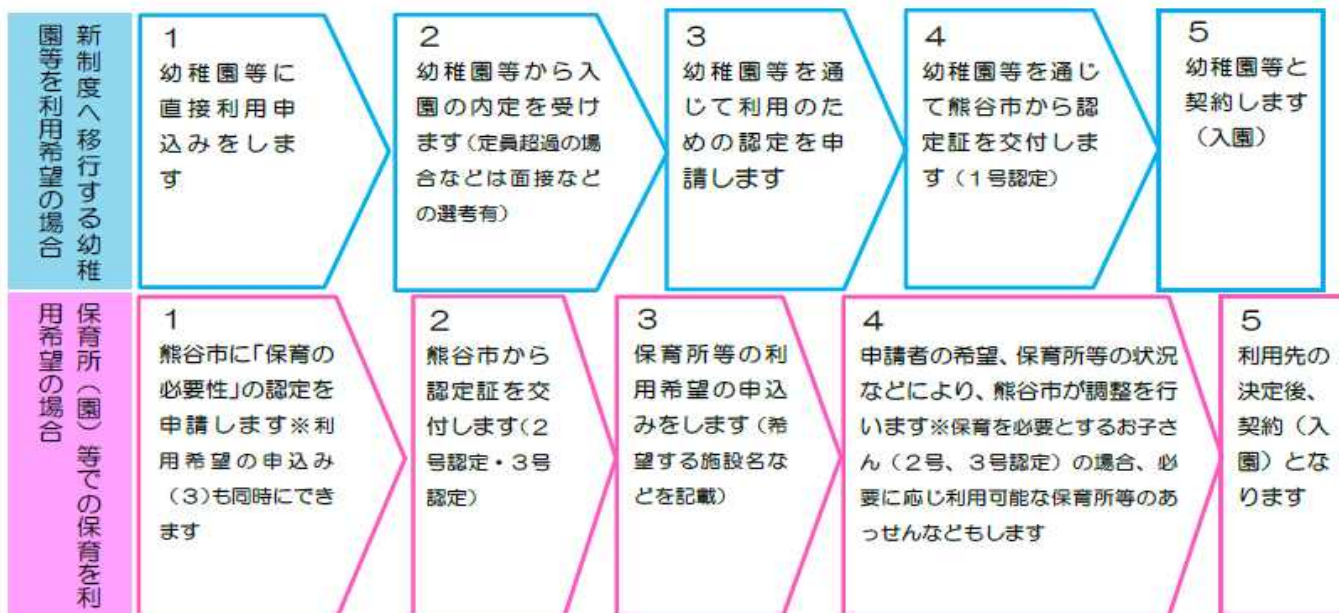 新制度へ移行する幼稚
園等を利用希望の場合
1
幼稚園等に
直接利用申
込みをしま
す
2
幼稚園等から入
園の内定を受け
ます(定員超過の場
合などは面接など
の選考有)
3
幼稚園等を通
じて利用のた
めの認定を申
請します
4
幼稚園等を通じ
て熊谷市から認
定証を交付しま
す(1号認定)
5
幼稚園等と
契約します
(入園)
保育所(園)等での保育を利
用希望の場合
1
熊谷市に「保育の
必要性」の認定を
申請します※利
用希望の申込み
(3)も同時にでき
ます
2
熊谷市から
認定証を交
付します(2
号認定・3号
認定)
3
保育所等の利
用希望の申込
みをします(希
望する施設名な
どを記載)
4
申請者の希望、保育所等の状況
などにより、熊谷市が調整を行
います※保育を必要とするお子さ
ん(2号、3号認定)の場合、必
要に応じ利用可能な保育所等のあ
っせんなどもします
5
利用先の
決定後、
契約(入
園)とな
ります